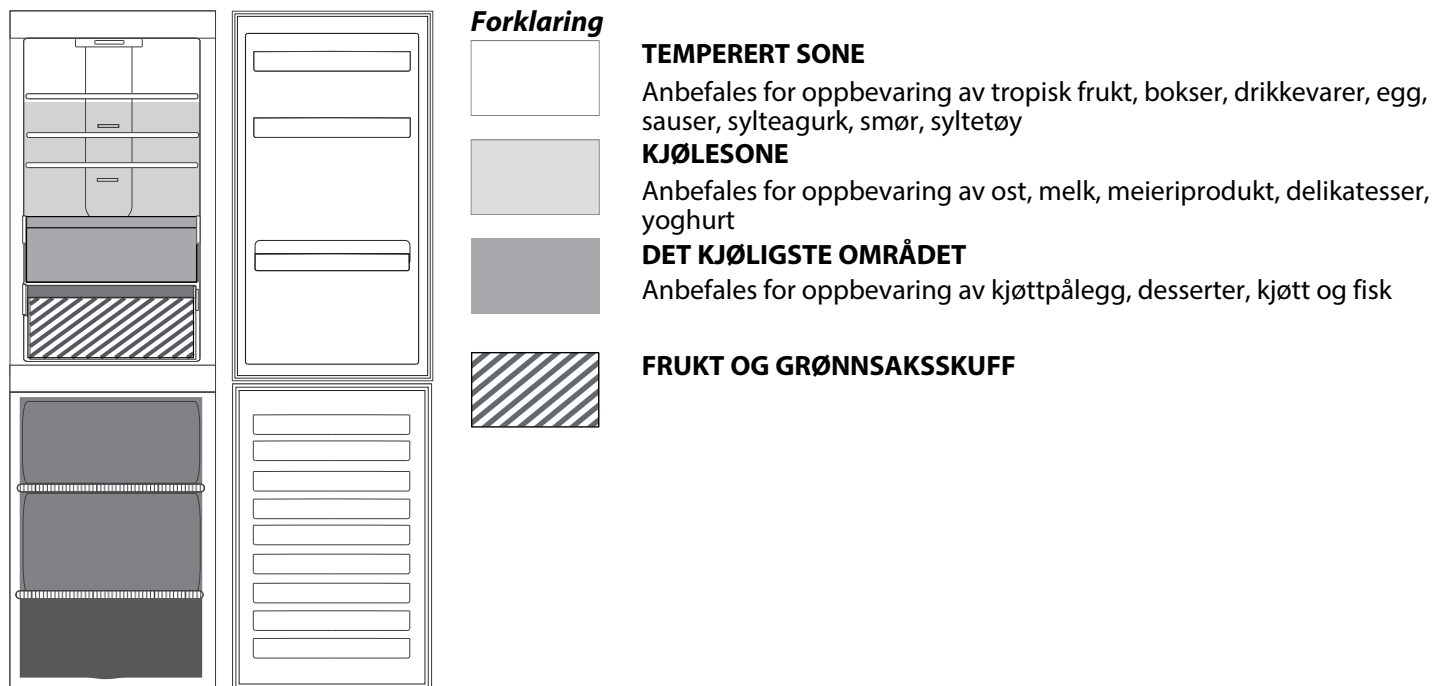 Forklaring
TEMPERERT SONE
Anbefales for oppbevaring av tropisk frukt, bokser, drikkevarer, egg,
sauser, sylteagurk, smør, syltetøy
KJØLESONE
Anbefales for oppbevaring av ost, melk, meieriprodukt, delikatesser,
yoghurt
DET KJØLIGSTE OMRÅDET
Anbefales for oppbevaring av kjøttpålegg, desserter, kjøtt og fisk
FRUKT OG GRØNNSAKSSKUFF